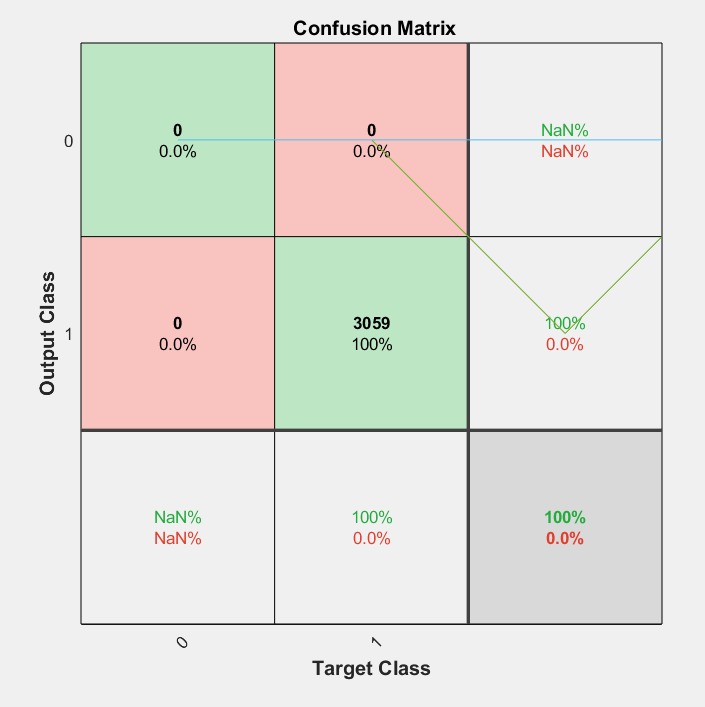 Confusion Matrix
0 0 NaN%
0.0% 0.0% NaN%
0
0 3059 100%
0.0% 100% 0.0%
1
NaN% 100% 100%
NaN% 0.0% 0.0%
0 1
Target Class
Output Class